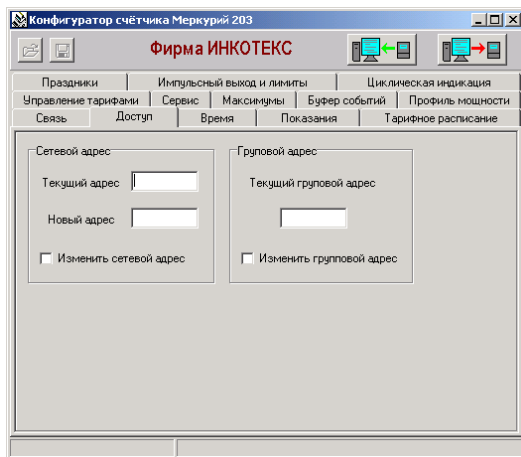 Конфигуратор счётчика Меркурий 203
Фирма ИНКОТЕКС
Праздники Импульсный выход и лимиты Циклическая индикация
Управление тарифами Сервис Максимумы Буфер событий Профиль мощности
Связь Доступ Время Показания Тарифное расписание
Сетевой адрес Груповой адрес
Текущий адрес Текущий груповой адрес
Новый адрес
Изменить сетевой адрес Изменить групповой адрес